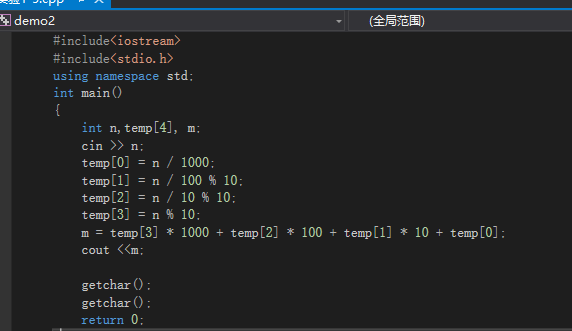 demo2 (全局范围)
#include<iostream>
#include<stdio.h>
using namespace std;
int main()
{
int n,temp[4], m;
cin >> n;
temp[0] = n / 1000;
temp[1] = n / 100 % 10;
temp[2] = n / 10 % 10;
temp[3] = n % 10;
m = temp[3] * 1000 + temp[2] * 100 + temp[1] * 10 + temp[0];
cout <<m;
getchar();
getchar();
return 0;